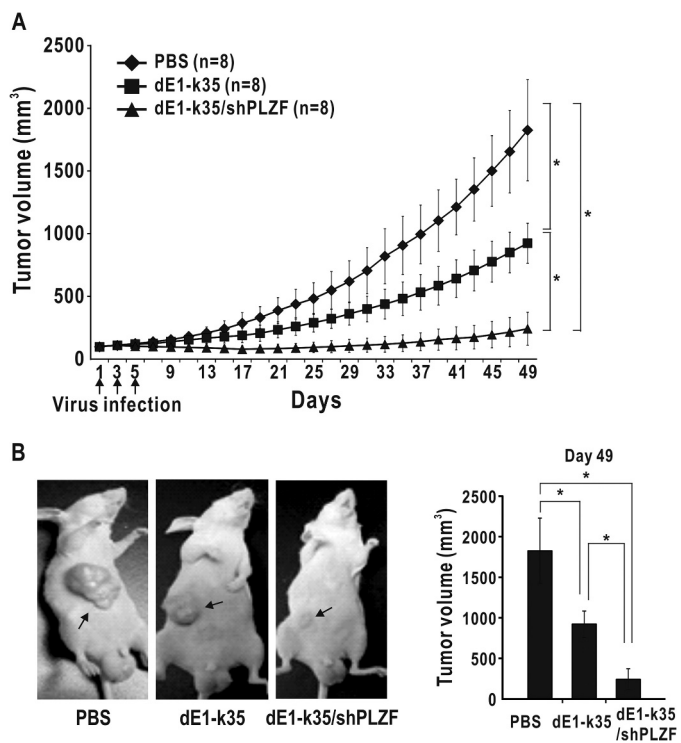 A
Tumor volume (mm³)
2500
2000
1500
1000
500
0
PBS (n=8)
dE1-k35 (n=8)
dE1-k35/shPLZF (n=8)
*
*
*
1 3 5 9 13 17 21 25 29 33 37 41 45 49
Virus infection
Days
B
PBS
dE1-k35
dE1-k35/shPLZF
Day 49
Tumor volume (mm³)
2500
2000
1500
1000
500
0
*
*
*
PBS dE1-k35 dE1-k35
/shPLZF